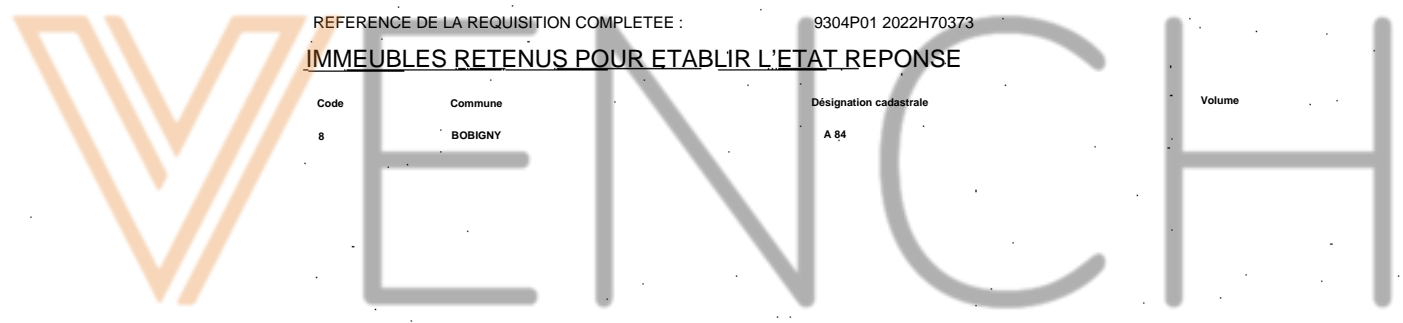 REFERENCE DE LA REQUISITION COMPLETEE : 9304P01 2022H70373
IMMEUBLES RETENUS POUR ETABLIR L'ETAT REPONSE
Code Commune Désignation cadastrale Volume
8 BOBIGNY A 84
VENCH